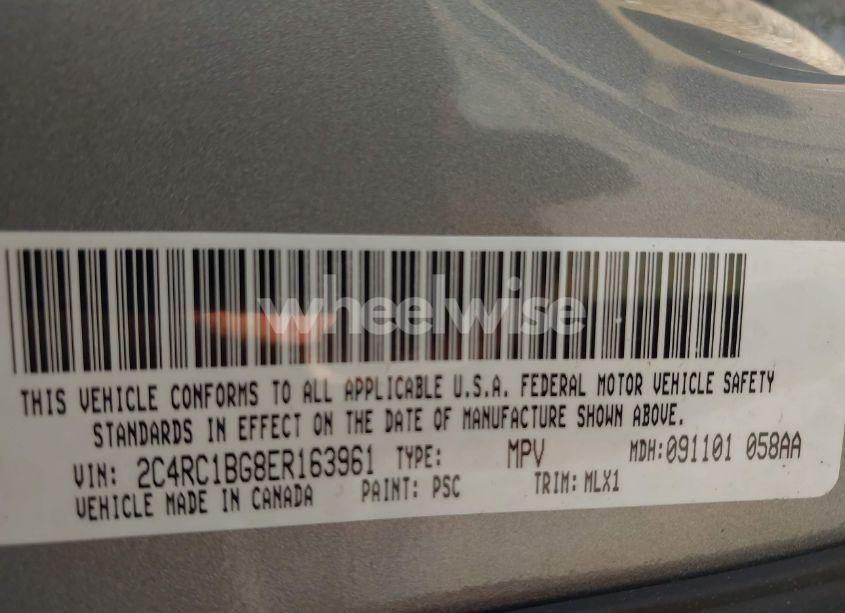 wheelwise
THIS VEHICLE CONFORMS TO ALL APPLICABLE U.S.A. FEDERAL MOTOR VEHICLE SAFETY
STANDARDS IN EFFECT ON THE DATE OF MANUFACTURE SHOWN ABOVE.
VIN: 2C4RC1BG8ER163961 TYPE: MPV MDH:091101 058AA
VEHICLE MADE IN CANADA PAINT: PSC TRIM: MLX1